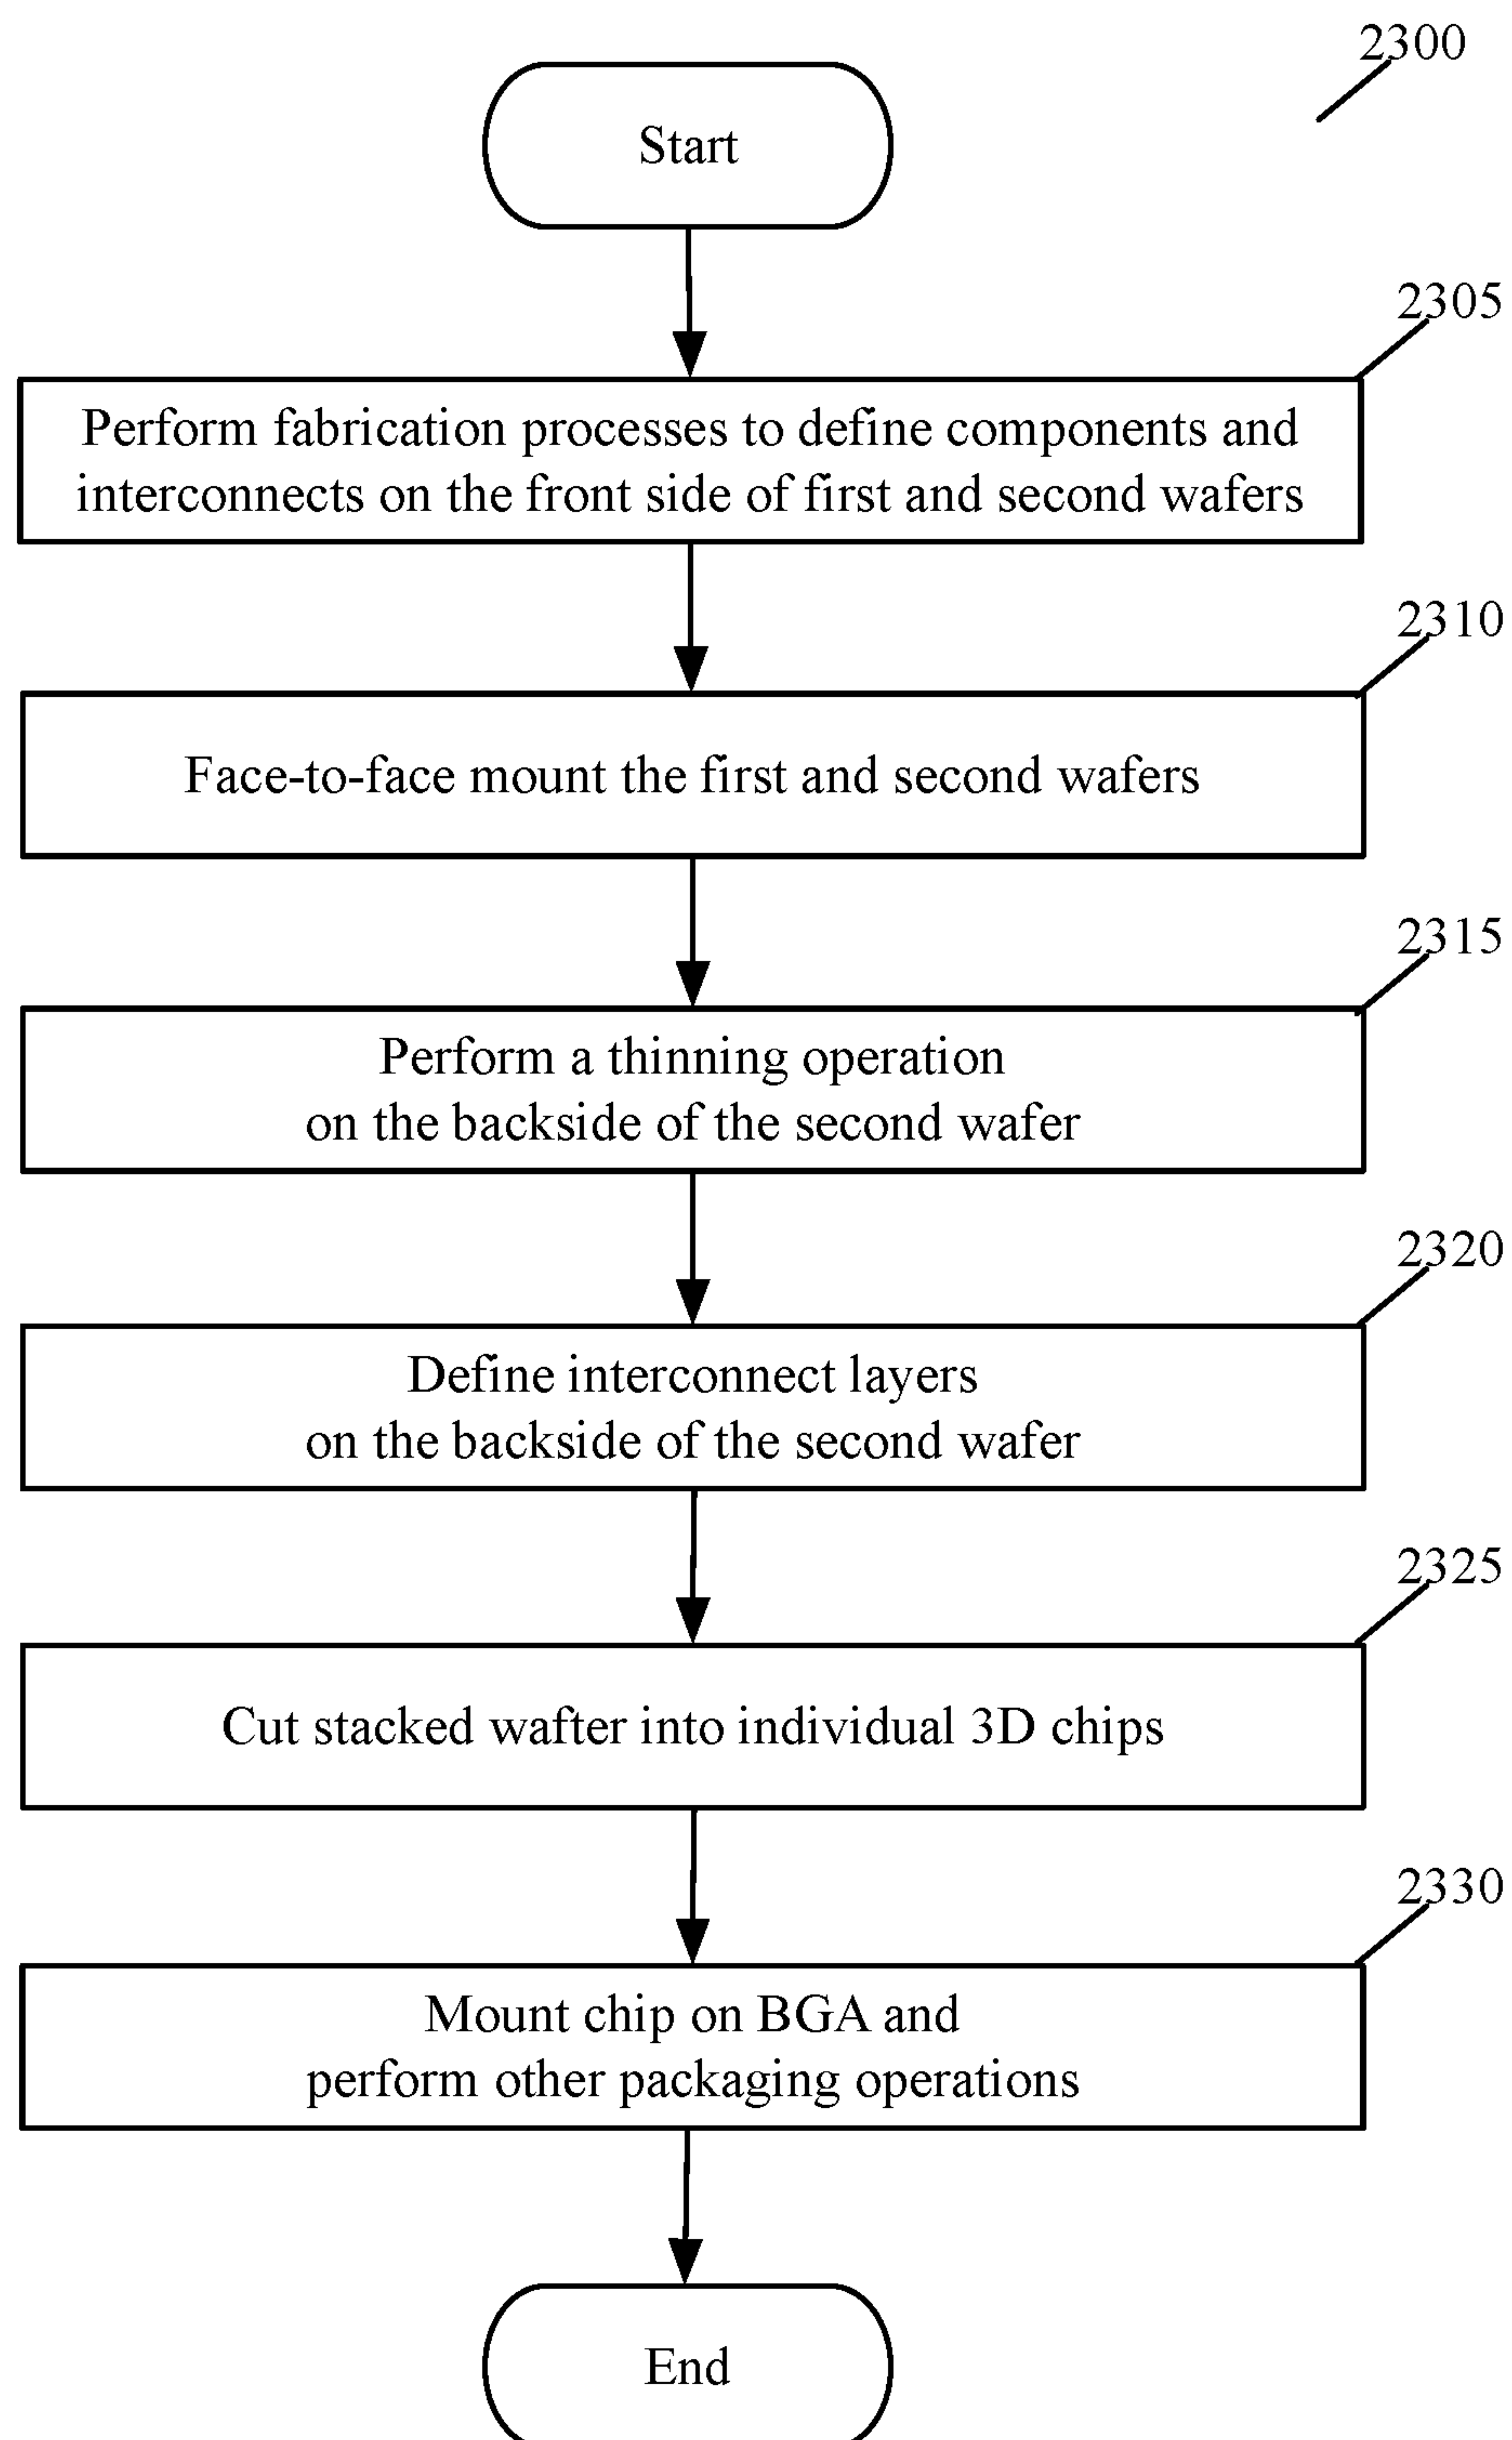 2300
Start
2305
Perform fabrication processes to define components and
interconnects on the front side of first and second wafers
2310
Face-to-face mount the first and second wafers
2315
Perform a thinning operation
on the backside of the second wafer
2320
Define interconnect layers
on the backside of the second wafer
2325
Cut stacked wafter into individual 3D chips
2330
Mount chip on BGA and
perform other packaging operations
End